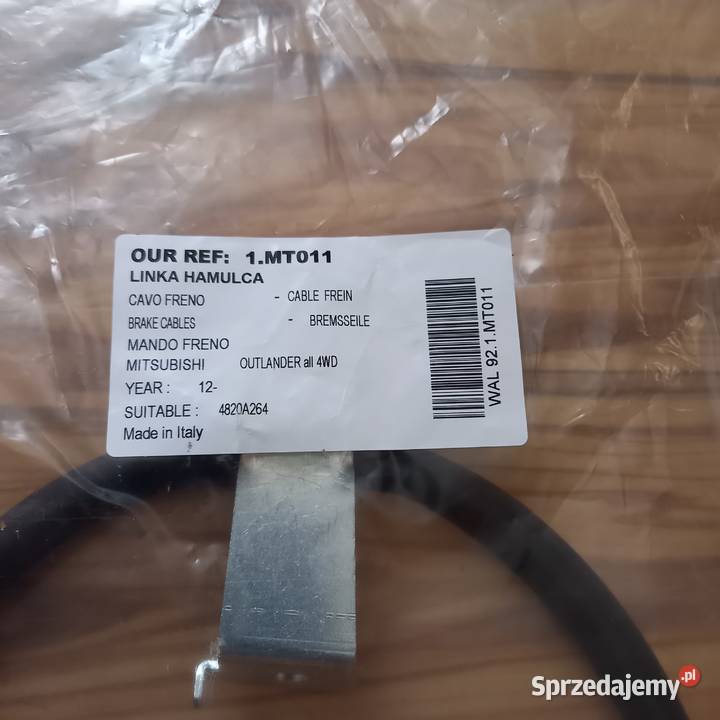 OUR REF: 1.MT011
LINKA HAMULCA
CAVO FRENO - CABLE FREIN
BRAKE CABLES - BREMSSEILE
MANDO FRENO
MITSUBISHI OUTLANDER all 4WD
YEAR : 12-
SUITABLE : 4820A264
Made in Italy
WAL 92.1.MT011
Sprzedajemy.pl